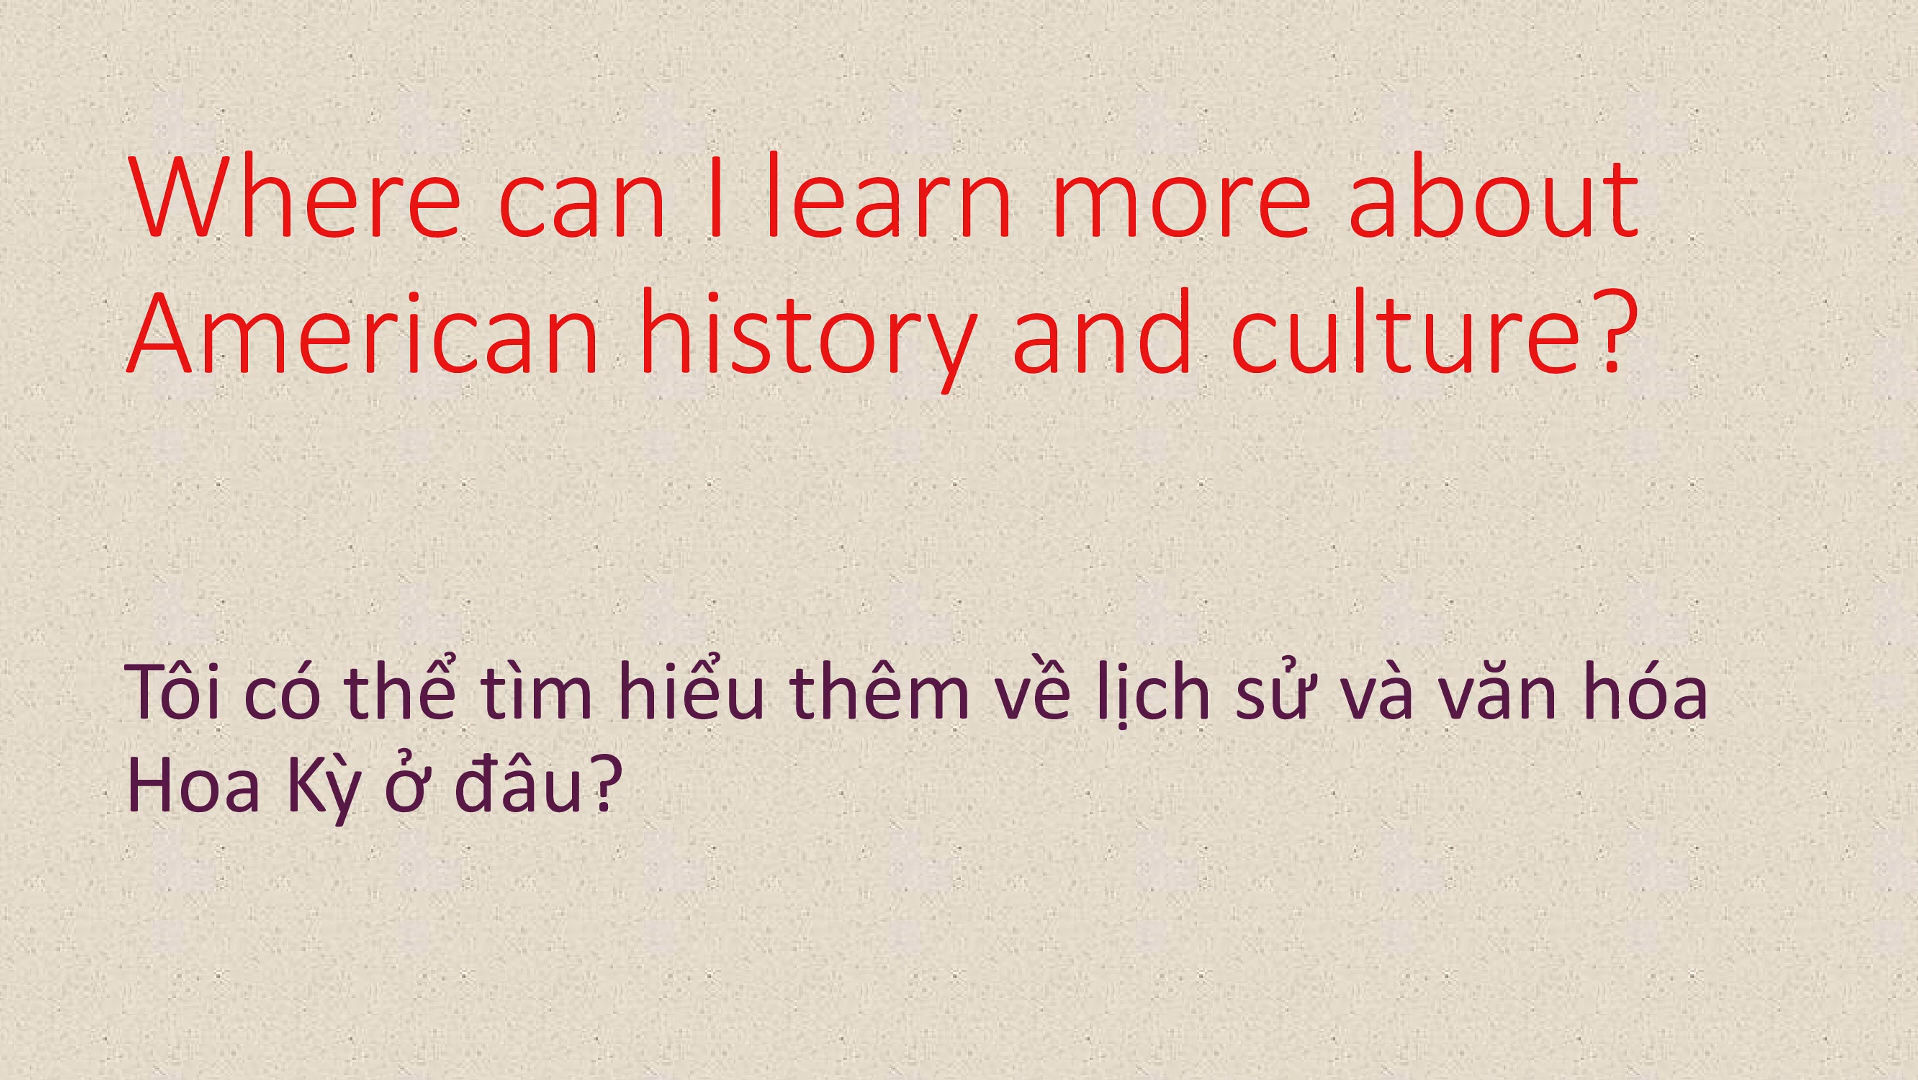 Where can I learn more about
American history and culture?
Tôi có thể tìm hiểu thêm về lịch sử và văn hóa
Hoa Kỳ ở đâu?